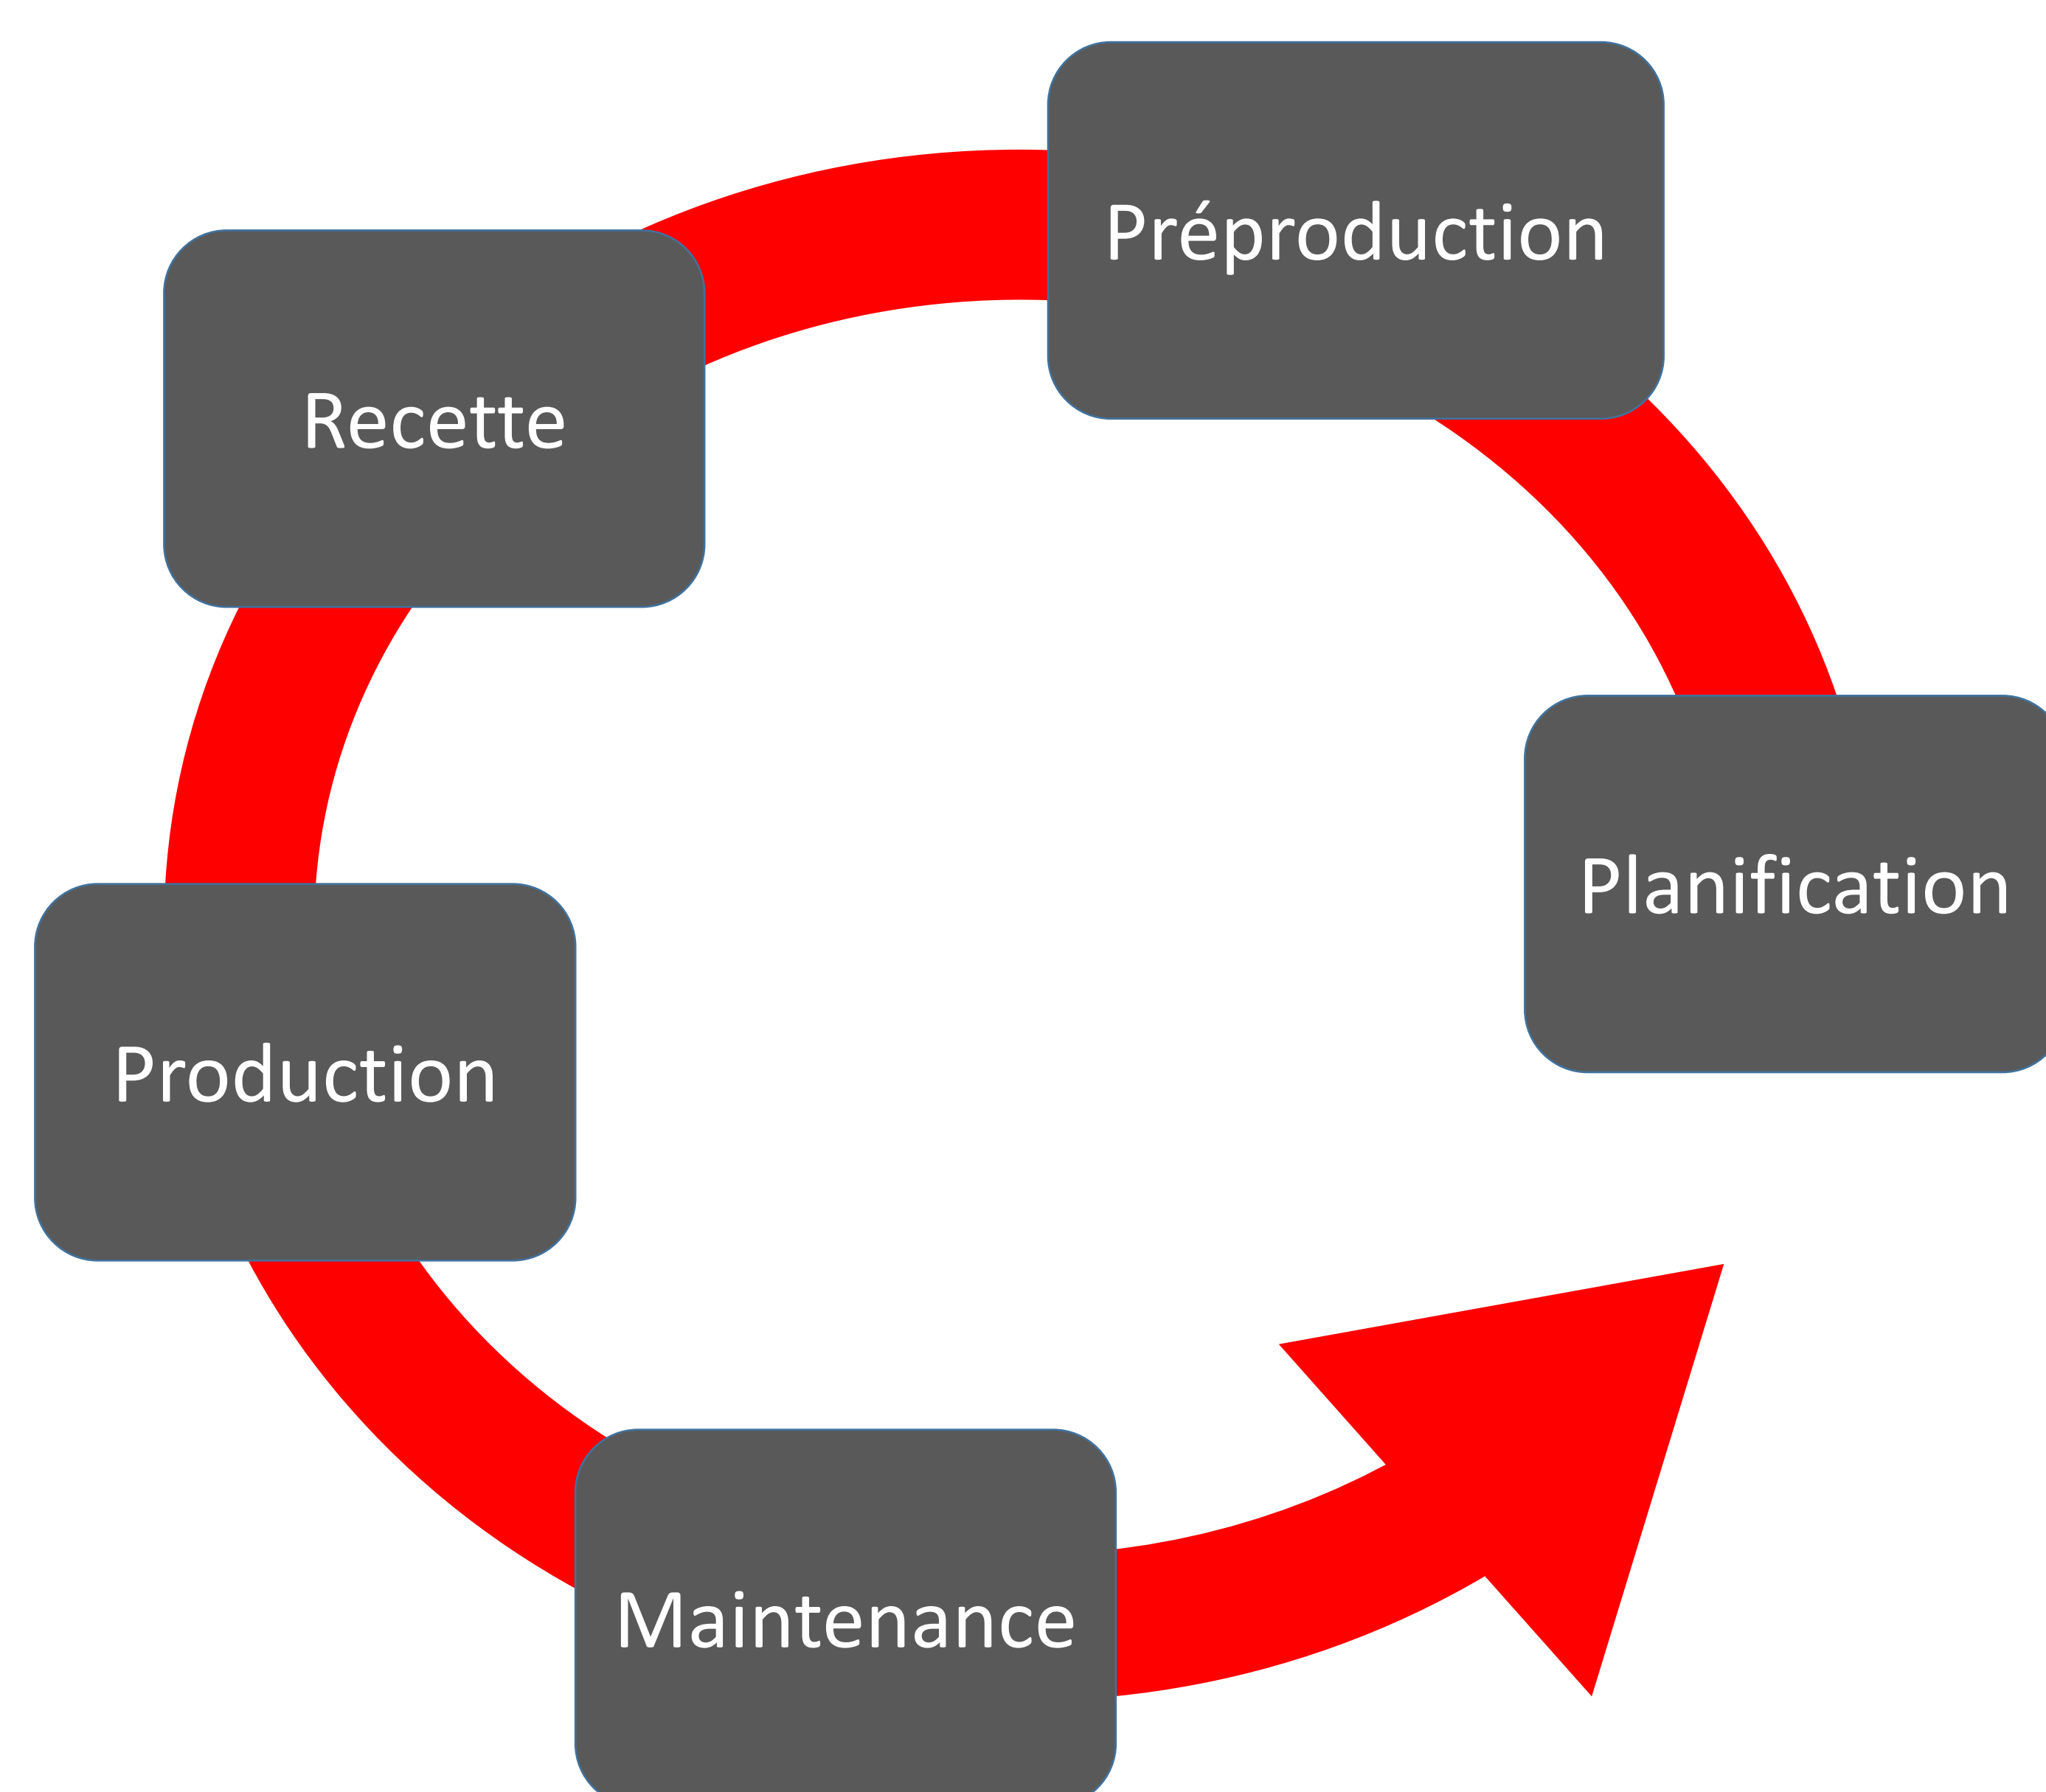 Préproduction
Recette
Planification
Production
Maintenance